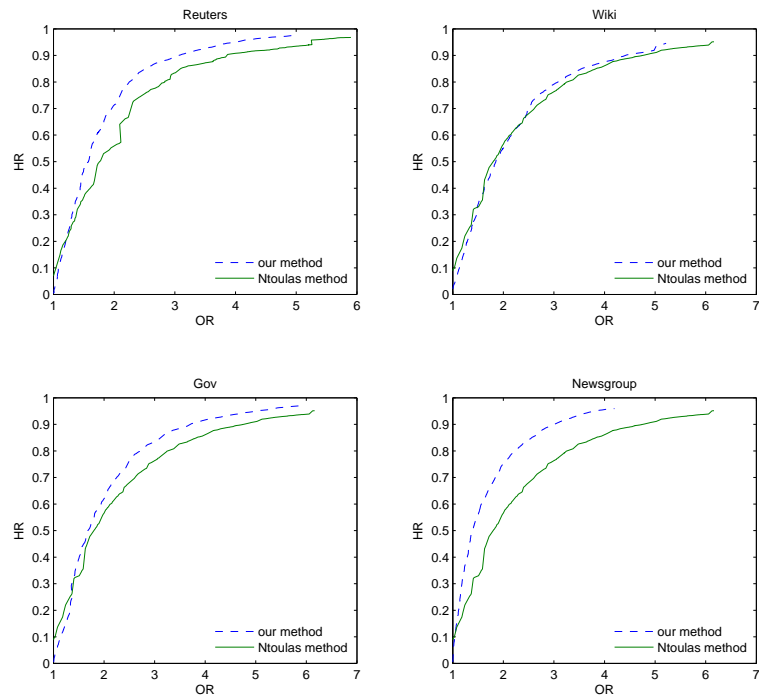 Reuters
1
0.9
0.8
0.7
0.6
0.5
0.4
0.3
0.2
0.1
0
HR
1 2 3 4 5 6
OR
our method
Ntoulas method
Wiki
1
0.9
0.8
0.7
0.6
0.5
0.4
0.3
0.2
0.1
0
HR
1 2 3 4 5 6 7
OR
our method
Ntoulas method
Gov
1
0.9
0.8
0.7
0.6
0.5
0.4
0.3
0.2
0.1
0
HR
1 2 3 4 5 6 7
OR
our method
Ntoulas method
Newsgroup
1
0.9
0.8
0.7
0.6
0.5
0.4
0.3
0.2
0.1
0
HR
1 2 3 4 5 6 7
OR
our method
Ntoulas method